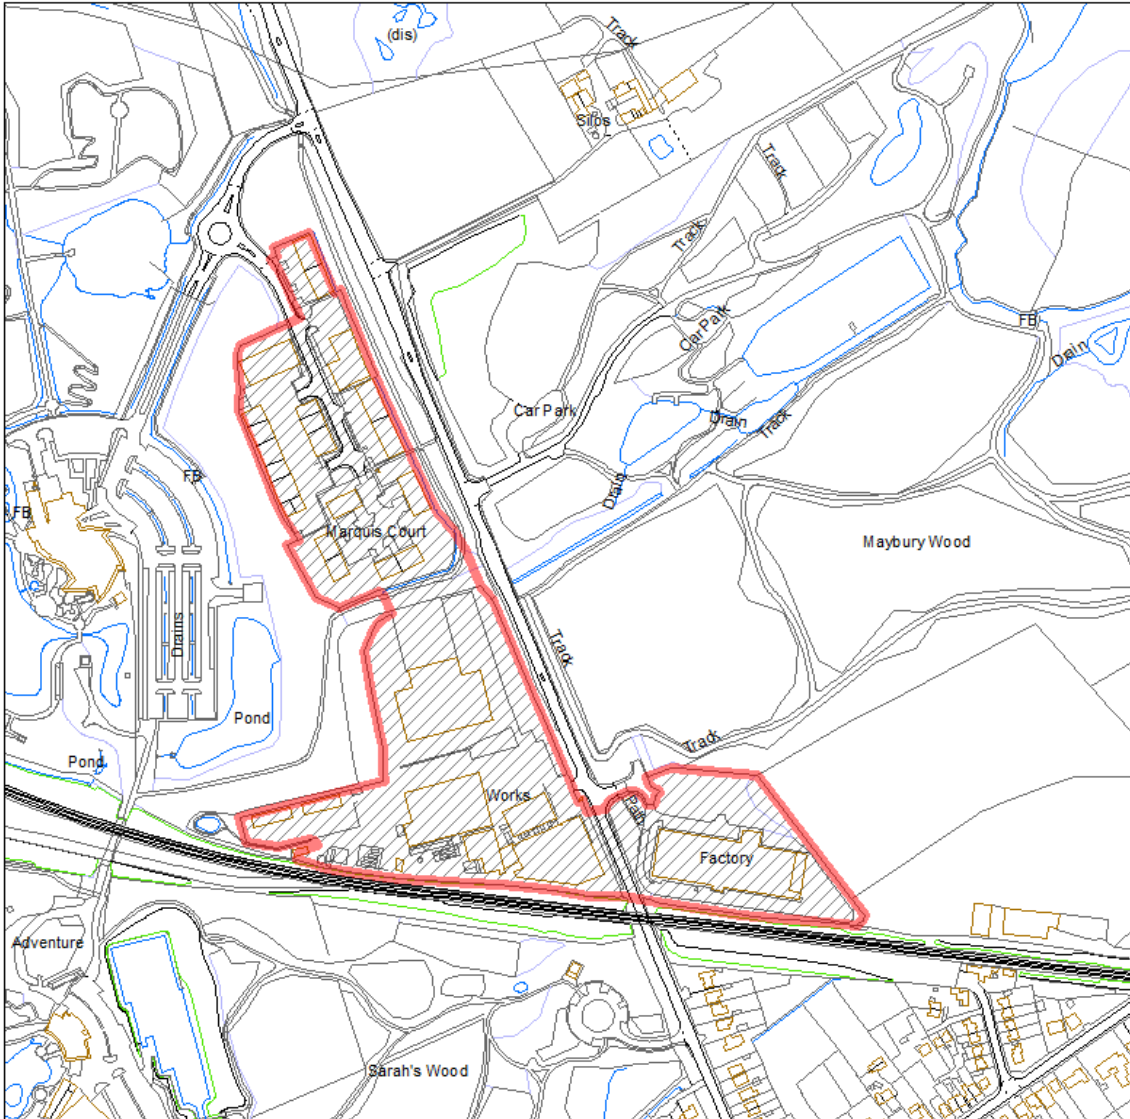 (dis)
Track
Silos
Track
Track
FB
Car Park
Drain
Car Park
Drain
Track
FB
Drain
FB
Marquis Court
Maybury Wood
Drains
Track
Pond
Track
Pond
Works
Path
Factory
Adventure
Sarah's Wood